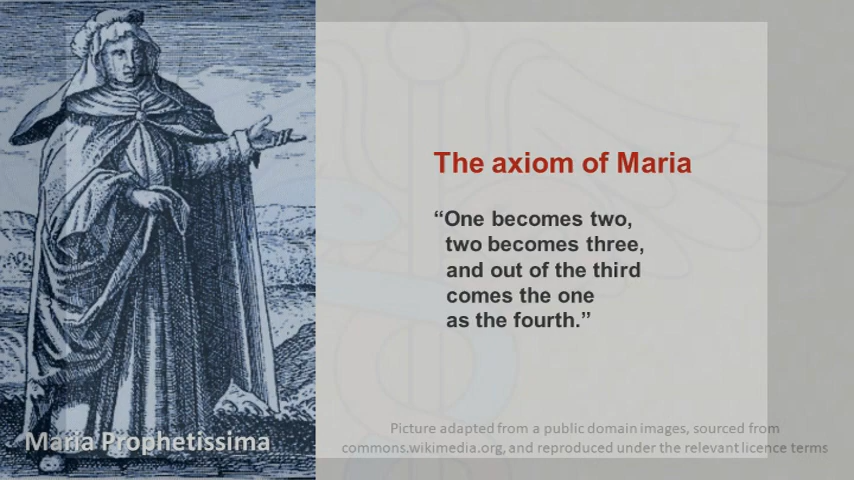 The axiom of Maria
“One becomes two,
two becomes three,
and out of the third
comes the one
as the fourth.”
Maria Prophetissima
Picture adapted from a public domain images, sourced from
commons.wikimedia.org, and reproduced under the relevant licence terms